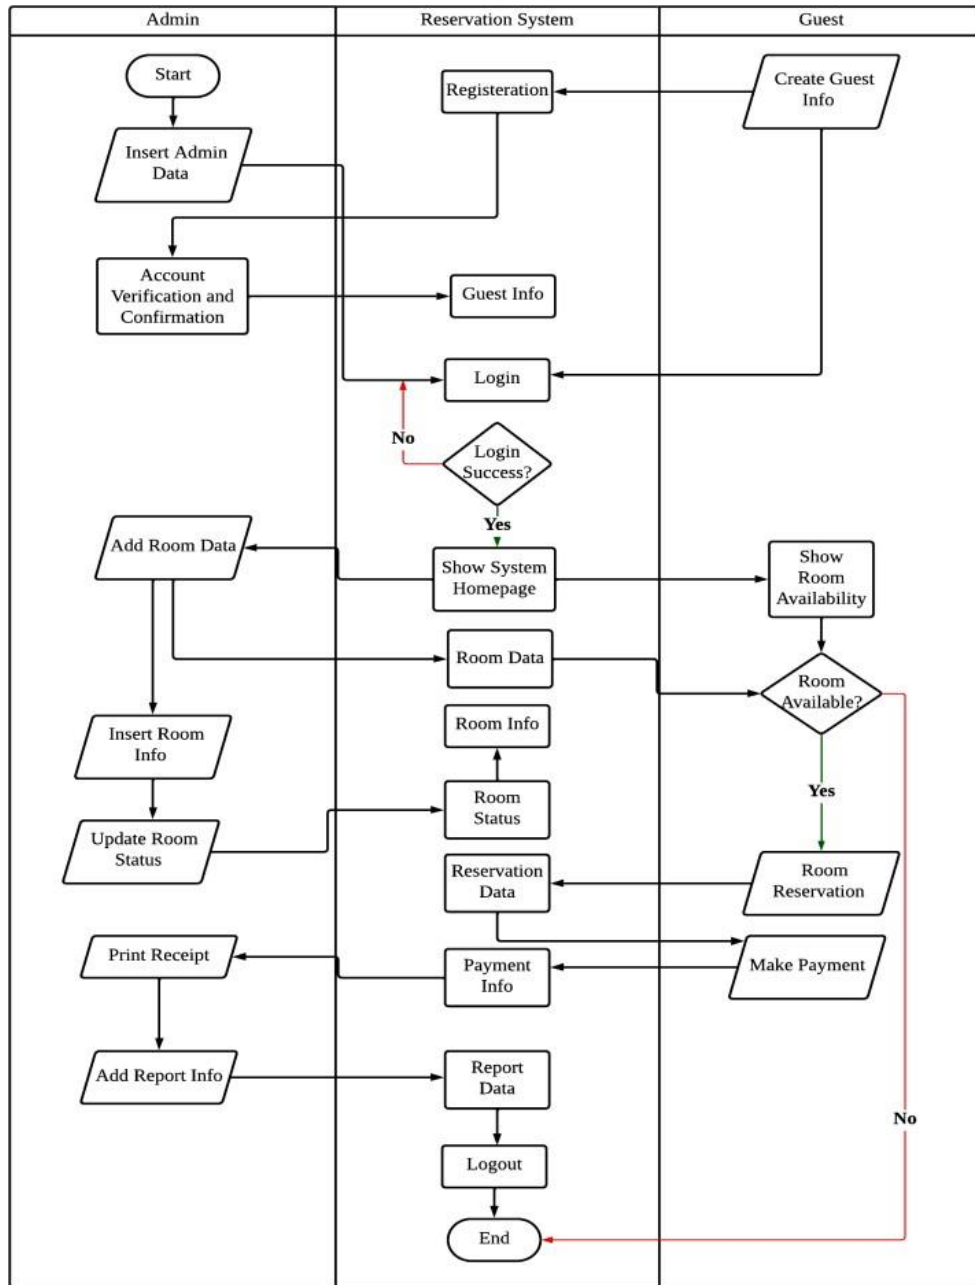 Admin
Reservation System
Guest
Start
Registeration
Create Guest
Info
Insert Admin
Data
Account
Verification and
Confirmation
Guest Info
Login
No
Login
Success?
Yes
Add Room Data
Show System
Homepage
Show
Room
Availability
Room Data
Room
Available?
Insert Room
Info
Room Info
Yes
Update Room
Status
Room
Status
Reservation
Data
Room
Reservation
Print Receipt
Payment
Info
Make Payment
Add Report Info
Report
Data
No
Logout
End